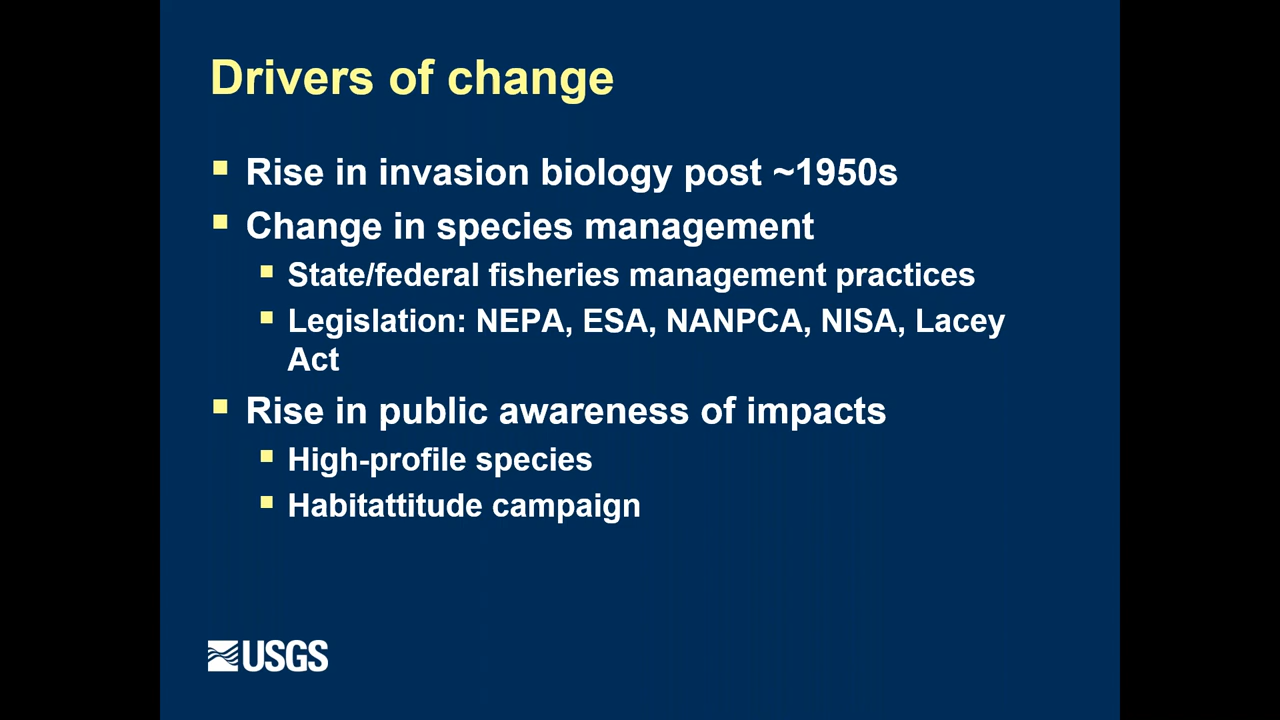 Drivers of change
Rise in invasion biology post ~1950s
Change in species management
State/federal fisheries management practices
Legislation: NEPA, ESA, NANPCA, NISA, Lacey
Act
Rise in public awareness of impacts
High-profile species
Habitattitude campaign
USGS